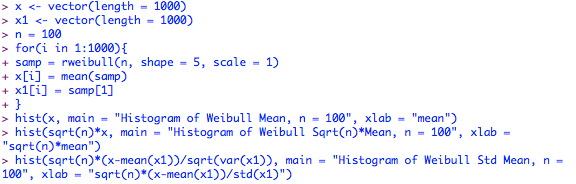 > x <- vector(length = 1000)
> x1 <- vector(length = 1000)
> n = 100
> for(i in 1:1000){
+ samp = rweibull(n, shape = 5, scale = 1)
+ x[i] = mean(samp)
+ x1[i] = samp[1]
+ }
> hist(x, main = "Histogram of Weibull Mean, n = 100", xlab = "mean")
> hist(sqrt(n)*x, main = "Histogram of Weibull Sqrt(n)*Mean, n = 100", xlab =
"sqrt(n)*mean")
> hist(sqrt(n)*(x-mean(x1))/sqrt(var(x1)), main = "Histogram of Weibull Std Mean, n =
100", xlab = "sqrt(n)*(x-mean(x1))/std(x1)")